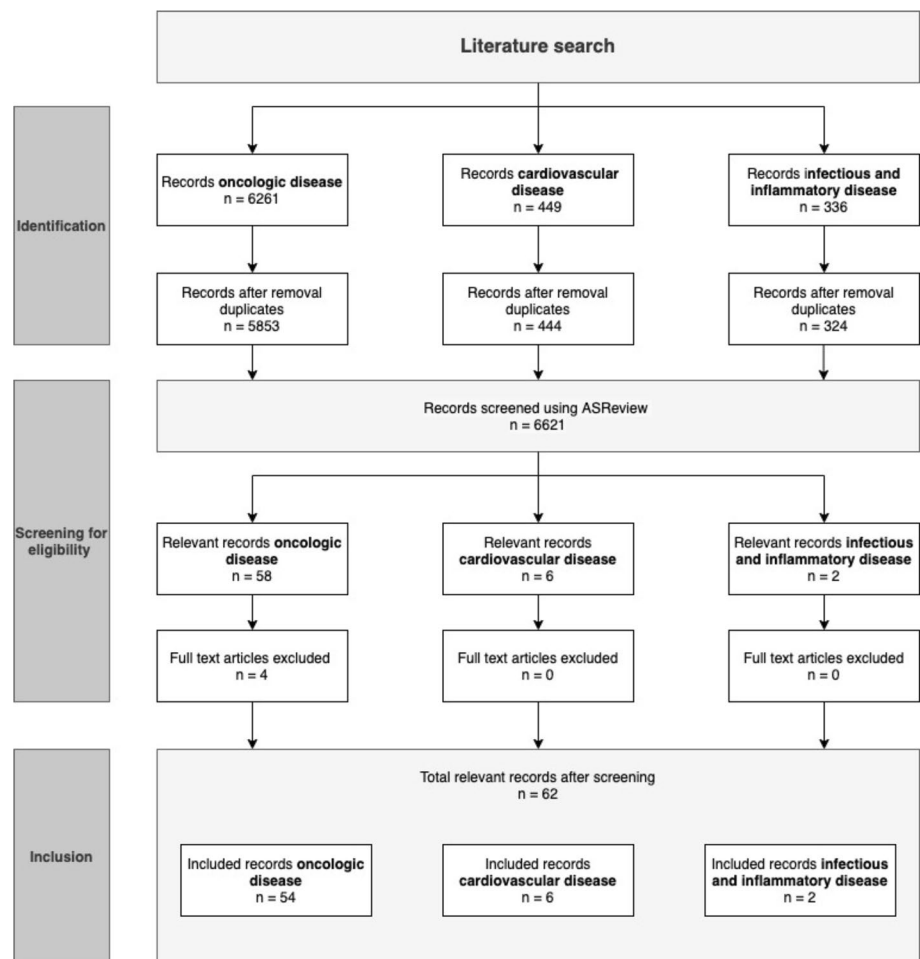 Literature search
Identification
Records oncologic disease
n = 6261
Records cardiovascular
disease
n = 449
Records infectious and
inflammatory disease
n = 336
Records after removal
duplicates
n = 5853
Records after removal
duplicates
n = 444
Records after removal
duplicates
n = 324
Screening for
eligibility
Records screened using ASReview
n = 6621
Relevant records oncologic
disease
n = 58
Relevant records
cardiovascular disease
n = 6
Relevant records infectious
and inflammatory disease
n = 2
Full text articles excluded
n = 4
Full text articles excluded
n = 0
Full text articles excluded
n = 0
Inclusion
Total relevant records after screening
n = 62
Included records oncologic
disease
n = 54
Included records
cardiovascular disease
n = 6
Included records infectious
and inflammatory disease
n = 2